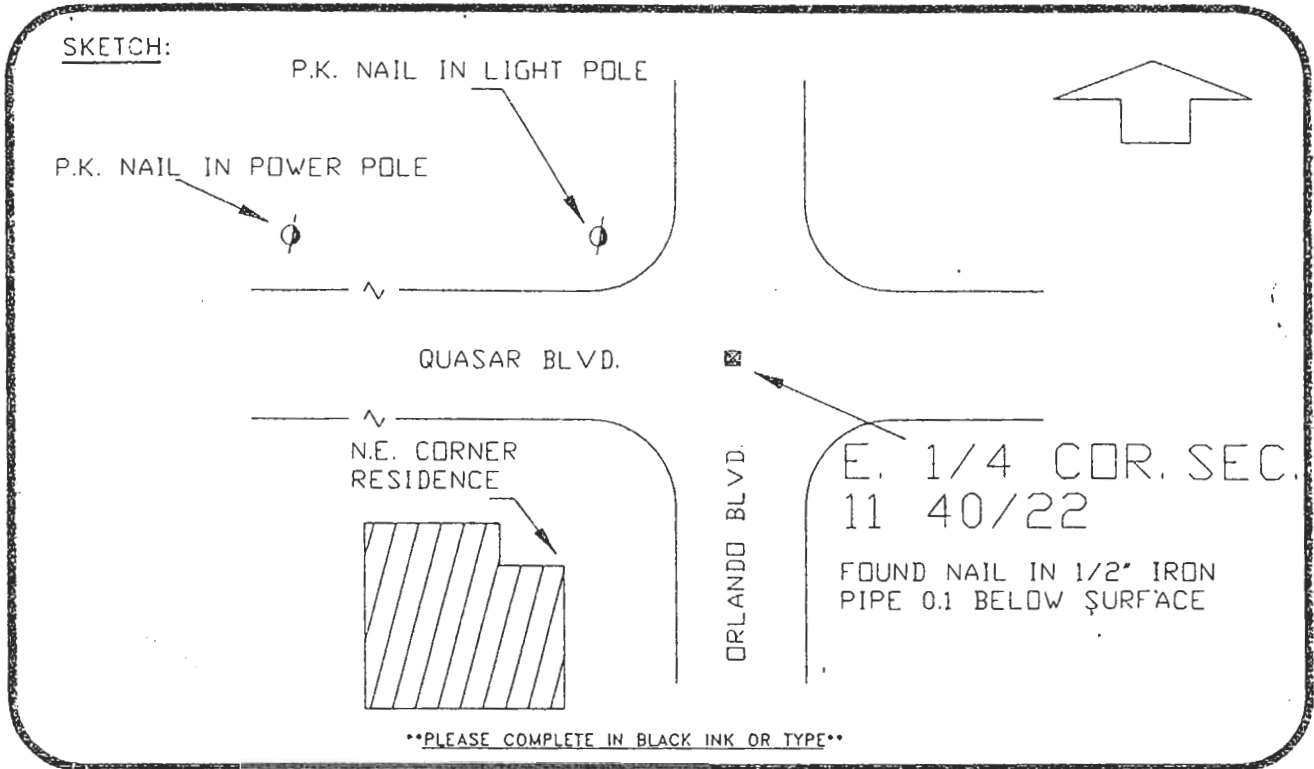 SKETCH:
P.K. NAIL IN LIGHT POLE
P.K. NAIL IN POWER POLE
QUASAR BLVD.
N.E. CORNER
RESIDENCE
ORLANDO BLVD.
E. 1/4 COR. SEC.
11 40/22
FOUND NAIL IN 1/2" IRON
PIPE 0.1 BELOW SURFACE
**PLEASE COMPLETE IN BLACK INK OR TYPE**